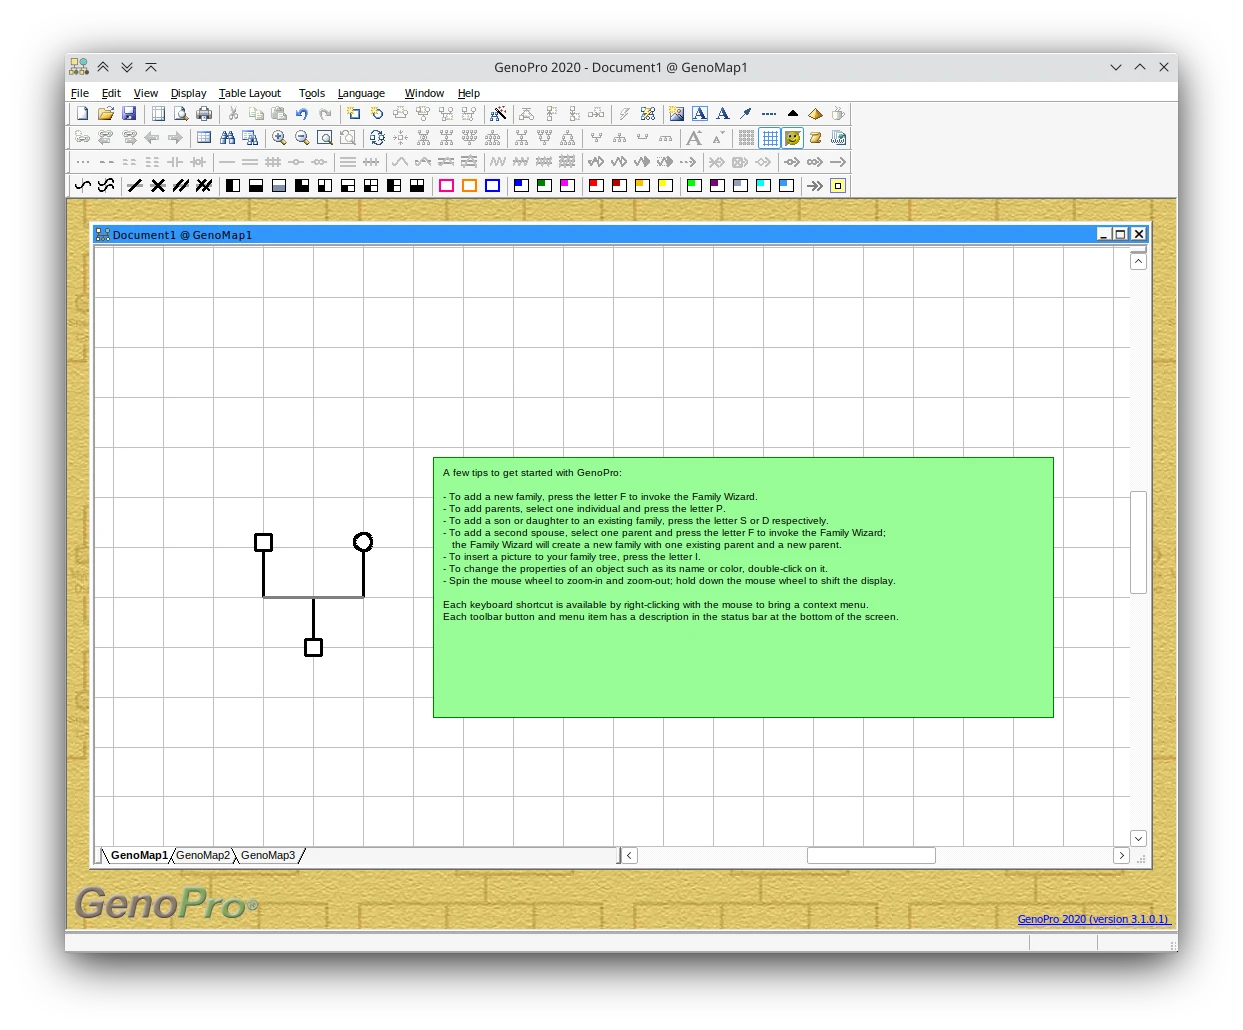 GenoPro 2020 - Document1 @ GenoMap1
File Edit View Display Table Layout Tools Language Window Help
Document1 @ GenoMap1
A few tips to get started with GenoPro:
- To add a new family, press the letter F to invoke the Family Wizard.
- To add parents, select one individual and press the letter P.
- To add a son or daughter to an existing family, press the letter S or D respectively.
- To add a second spouse, select one parent and press the letter F to invoke the Family Wizard;
the Family Wizard will create a new family with one existing parent and a new parent.
- To insert a picture to your family tree, press the letter I.
- To change the properties of an object such as its name or color, double-click on it.
- Spin the mouse wheel to zoom-in and zoom-out; hold down the mouse wheel to shift the display.
Each keyboard shortcut is available by right-clicking with the mouse to bring a context menu.
Each toolbar button and menu item has a description in the status bar at the bottom of the screen.
GenoMap1 GenoMap2 GenoMap3
GenoPro®
GenoPro 2020 (version 3.1.0.1)